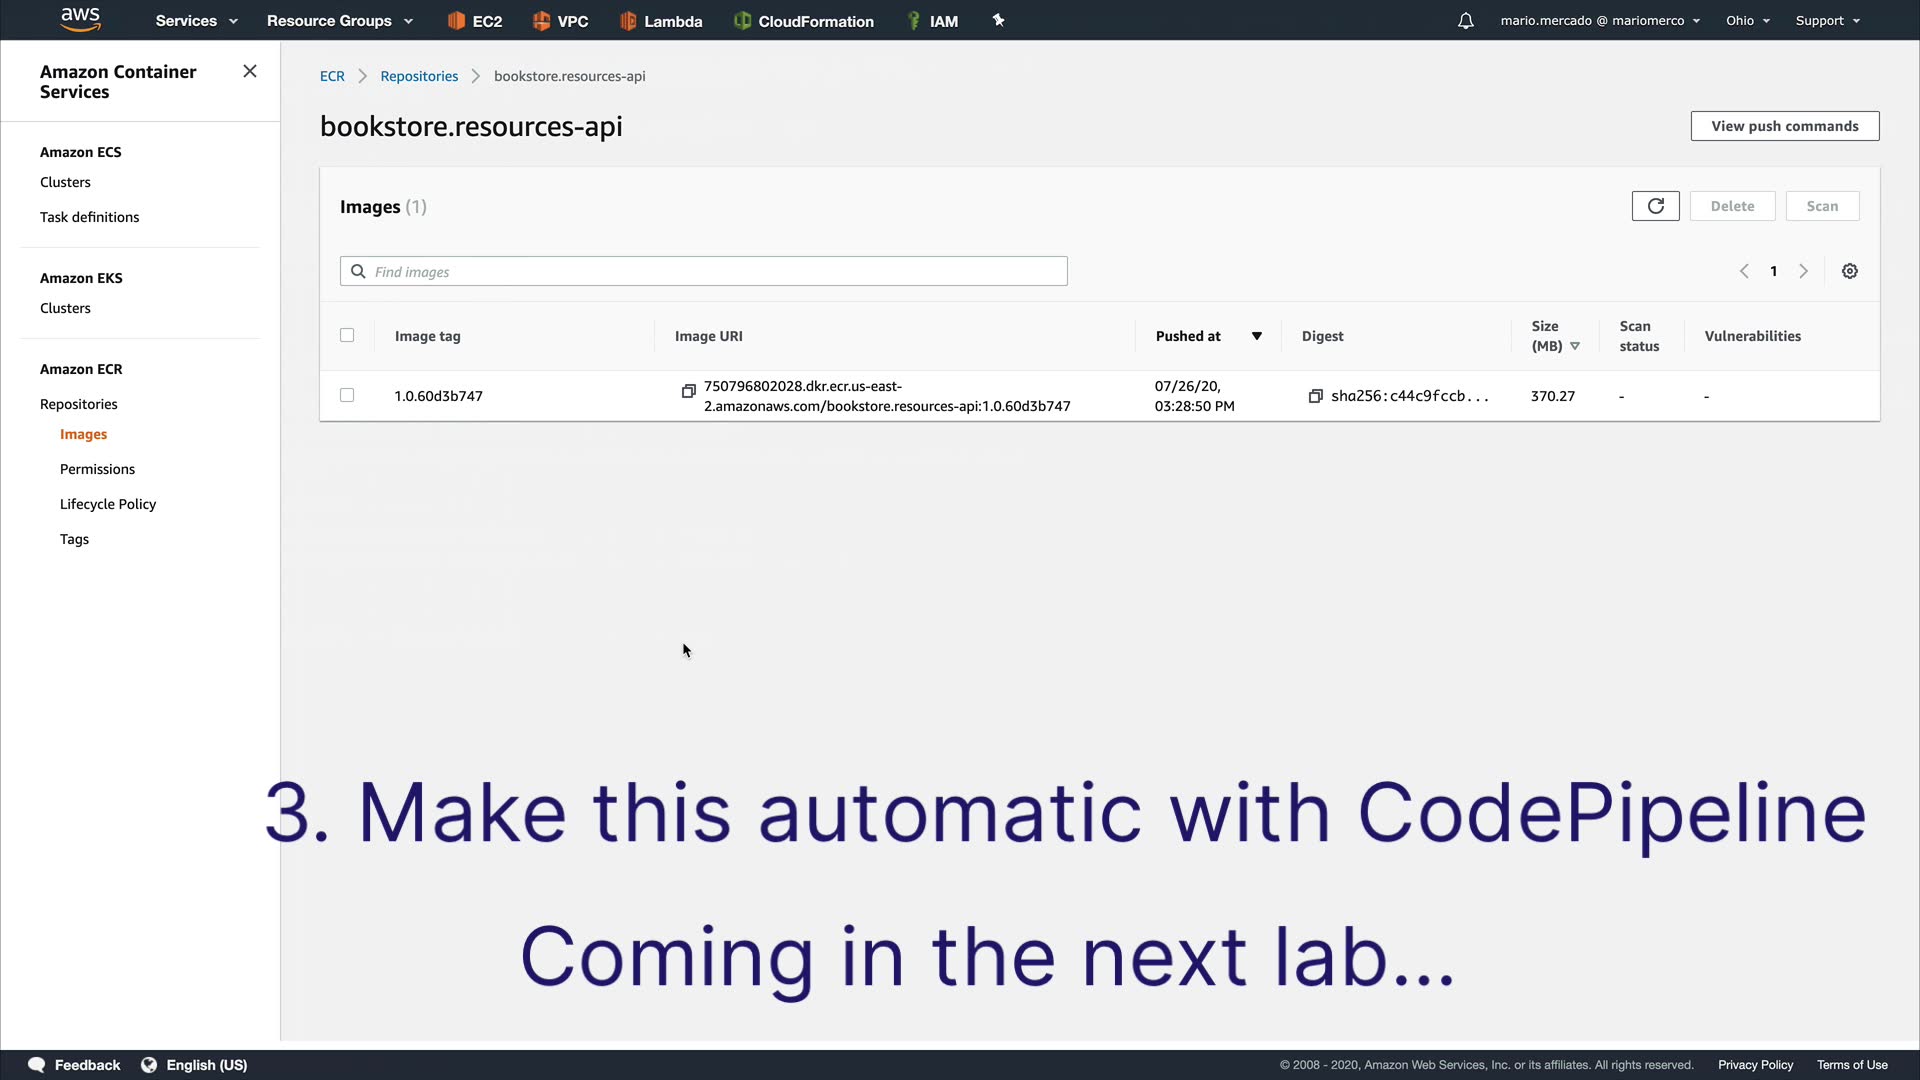 aws
Services
Resource Groups
EC2
VPC
Lambda
CloudFormation
IAM
mario.mercado @ mariomerco
Ohio
Support
Amazon Container
Services
Amazon ECS
Clusters
Task definitions
Amazon EKS
Clusters
Amazon ECR
Repositories
Images
Permissions
Lifecycle Policy
Tags
ECR
Repositories
bookstore.resources-api
bookstore.resources-api
View push commands
Images (1)
Delete
Scan
Find images
1
Image tag
Image URI
Pushed at
Digest
Size
(MB)
Scan
status
Vulnerabilities
1.0.60d3b747
750796802028.dkr.ecr.us-east-
2.amazonaws.com/bookstore.resources-api:1.0.60d3b747
07/26/20,
03:28:50 PM
sha256:c44c9fccb...
370.27
-
-
3. Make this automatic with CodePipeline
Coming in the next lab...
Feedback
English (US)
© 2008 - 2020, Amazon Web Services, Inc. or its affiliates. All rights reserved.
Privacy Policy
Terms of Use